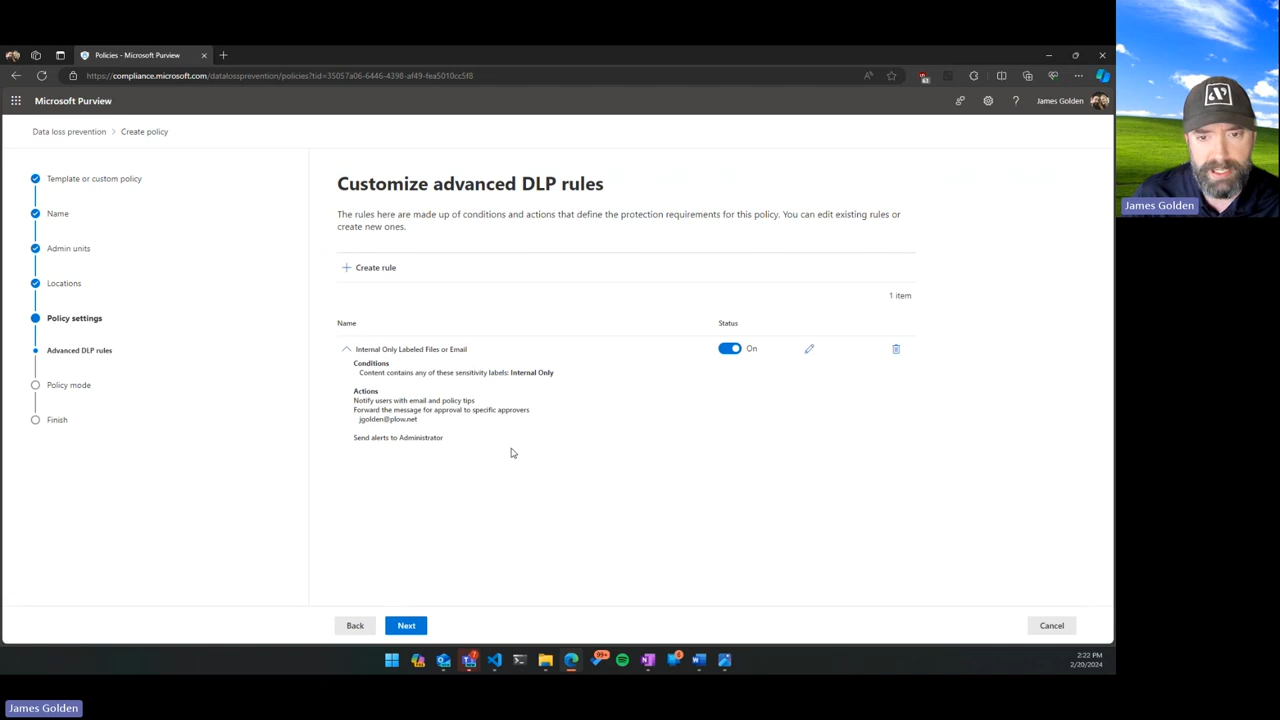 Policies - Microsoft Purview
https://compliance.microsoft.com/datalossprevention/policies?tid=35057a06-6446-4398-af49-fea5010cc5f8
63
Microsoft Purview
James Golden
Data loss prevention > Create policy
Template or custom policy
Name
Admin units
Locations
Policy settings
Advanced DLP rules
Policy mode
Finish
Customize advanced DLP rules
The rules here are made up of conditions and actions that define the protection requirements for this policy. You can edit existing rules or
create new ones.
+ Create rule
1 item
Name Status
Internal Only Labeled Files or Email On
Conditions
Content contains any of these sensitivity labels: Internal Only
Actions
Notify users with email and policy tips
Forward the message for approval to specific approvers
jgolden@plow.net
Send alerts to Administrator
Back Next Cancel
James Golden
7
99+
6
2:22 PM
2/20/2024
James Golden